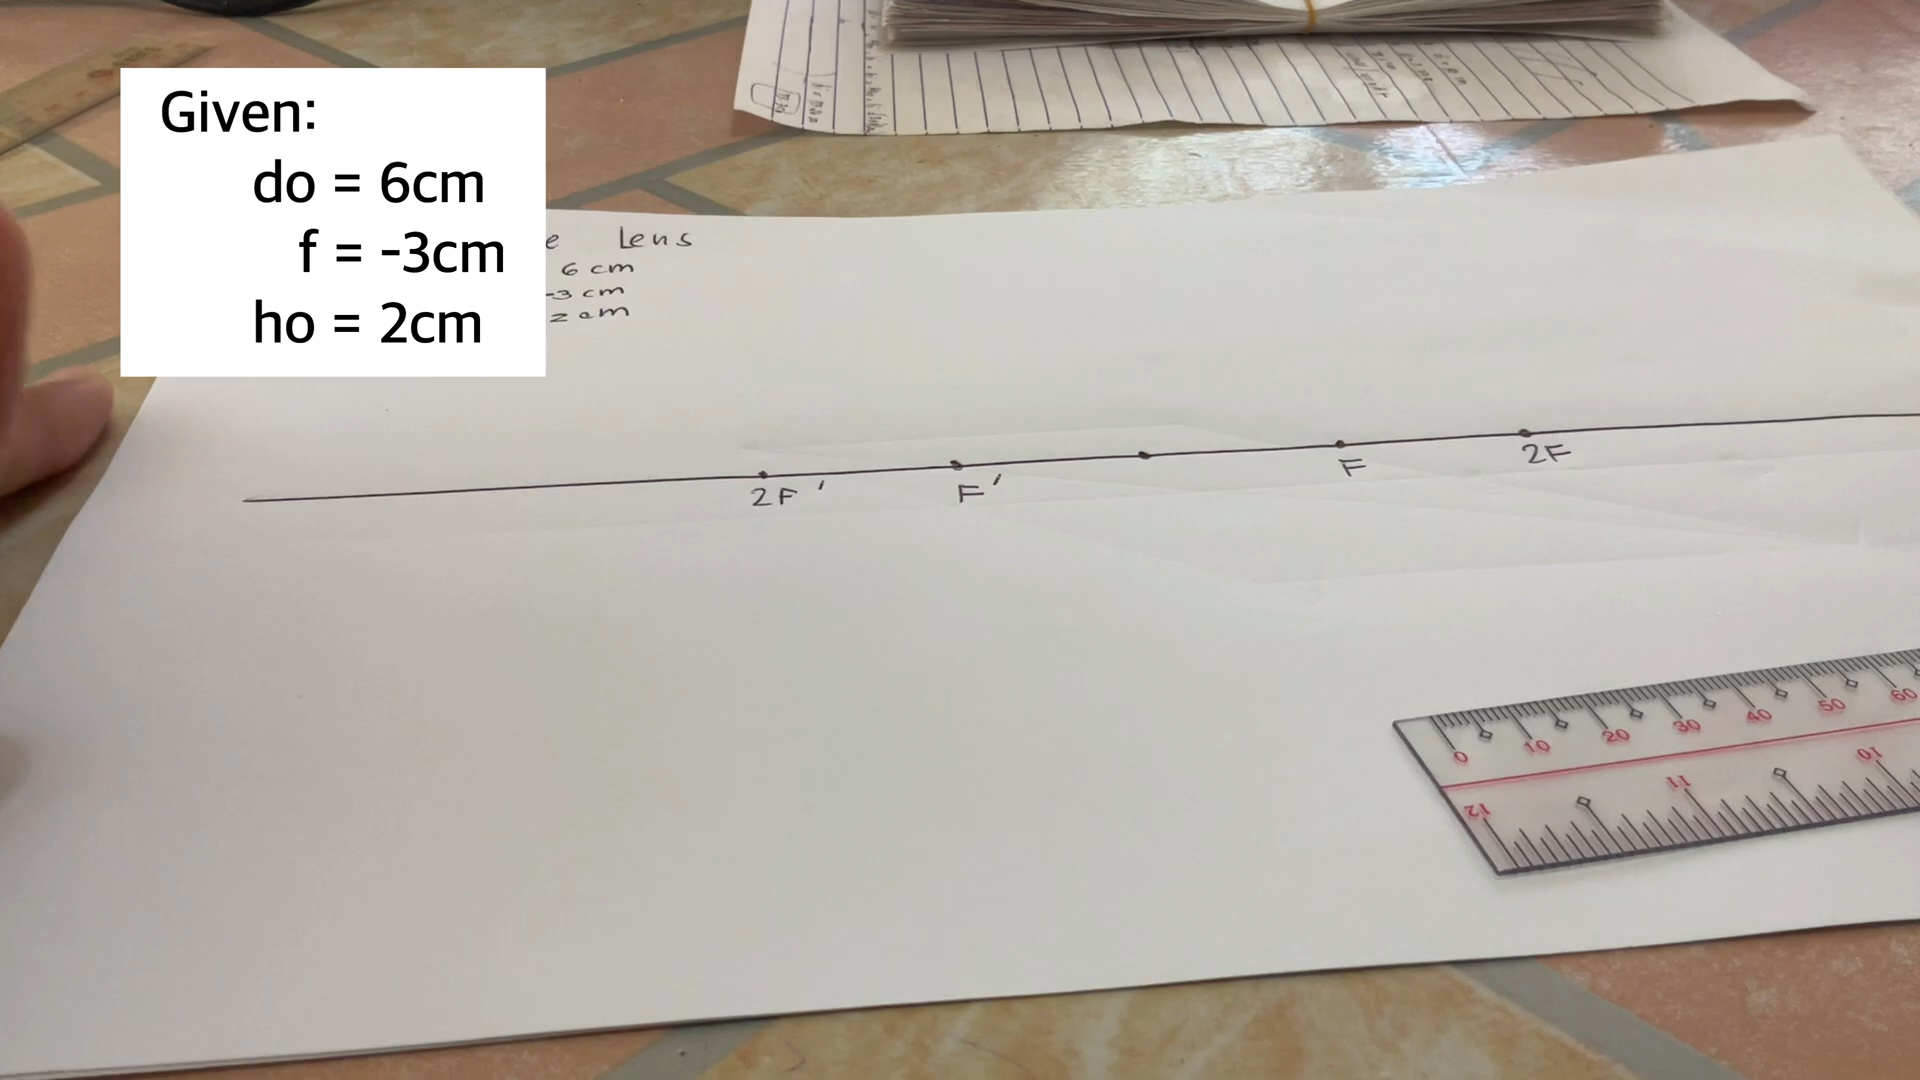 Given:
do = 6cm
f = -3cm
ho = 2cm
e Lens
6 cm
-3 cm
2 cm
2F' F' F 2F
0 10 20 30 40 50 60
12 11 10